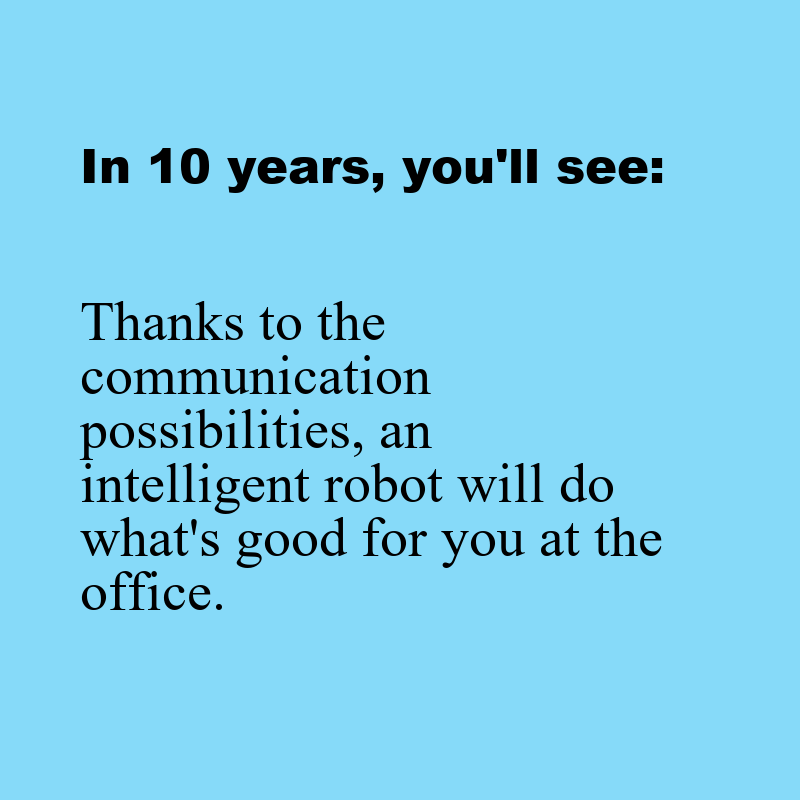 In 10 years, you'll see:
Thanks to the
communication
possibilities, an
intelligent robot will do
what's good for you at the
office.